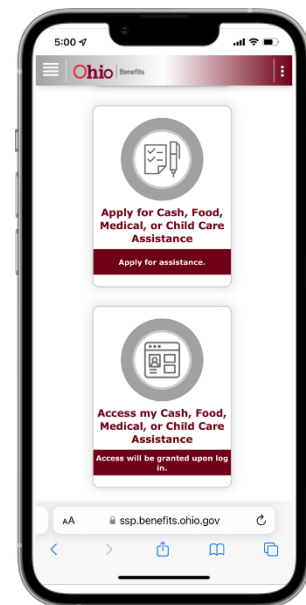 5:00
Ohio Benefits
Apply for Cash, Food,
Medical, or Child Care
Assistance
Apply for assistance.
Access my Cash, Food,
Medical, or Child Care
Assistance
Access will be granted upon log
in.
AA ssp.benefits.ohio.gov